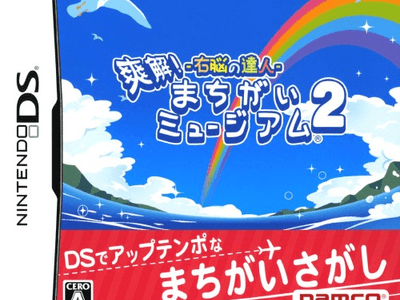 NINTENDO DS
-右脳の達人-
爽解！
まちがい
ミュージアム2
DSでアップテンポな
まちがいさがし
CERO
A
namco